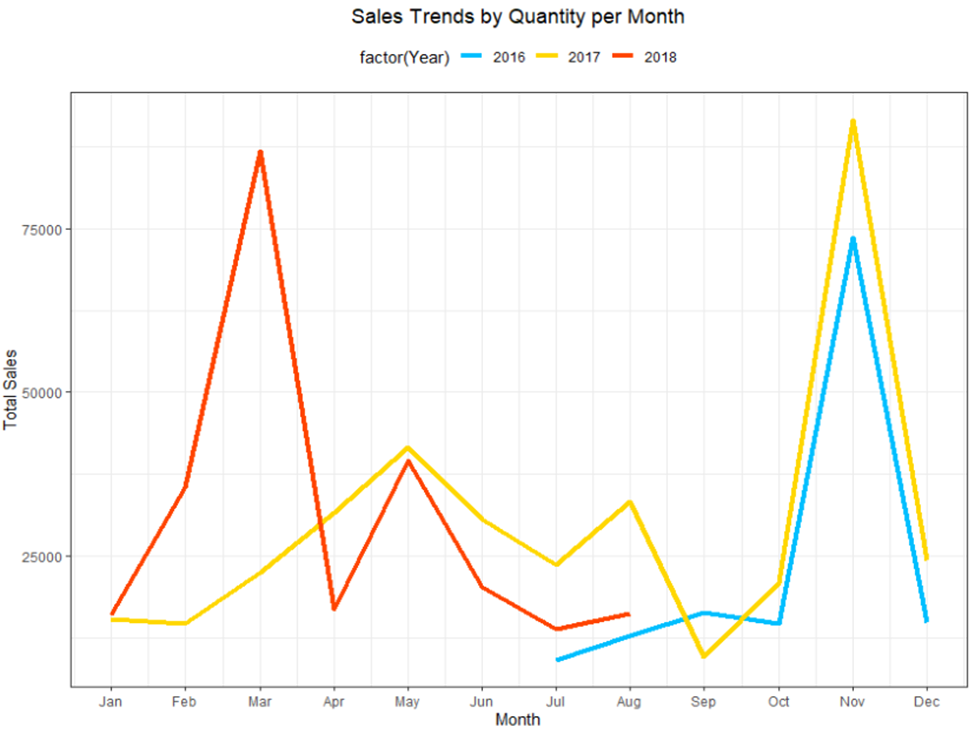 Sales Trends by Quantity per Month
factor(Year) 2016 2017 2018
75000
50000
25000
Total Sales
Jan Feb Mar Apr May Jun Jul Aug Sep Oct Nov Dec
Month